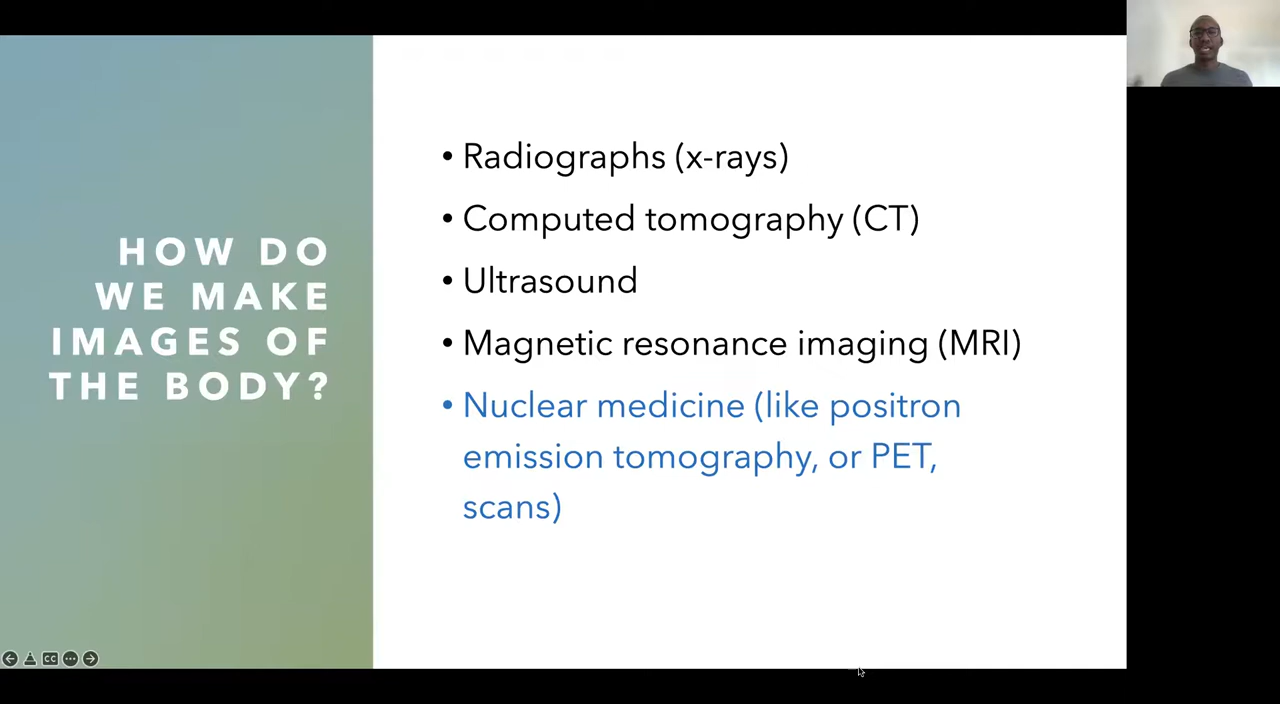 HOW DO
WE MAKE
IMAGES OF
THE BODY?
• Radiographs (x-rays)
• Computed tomography (CT)
• Ultrasound
• Magnetic resonance imaging (MRI)
• Nuclear medicine (like positron
emission tomography, or PET,
scans)
CC